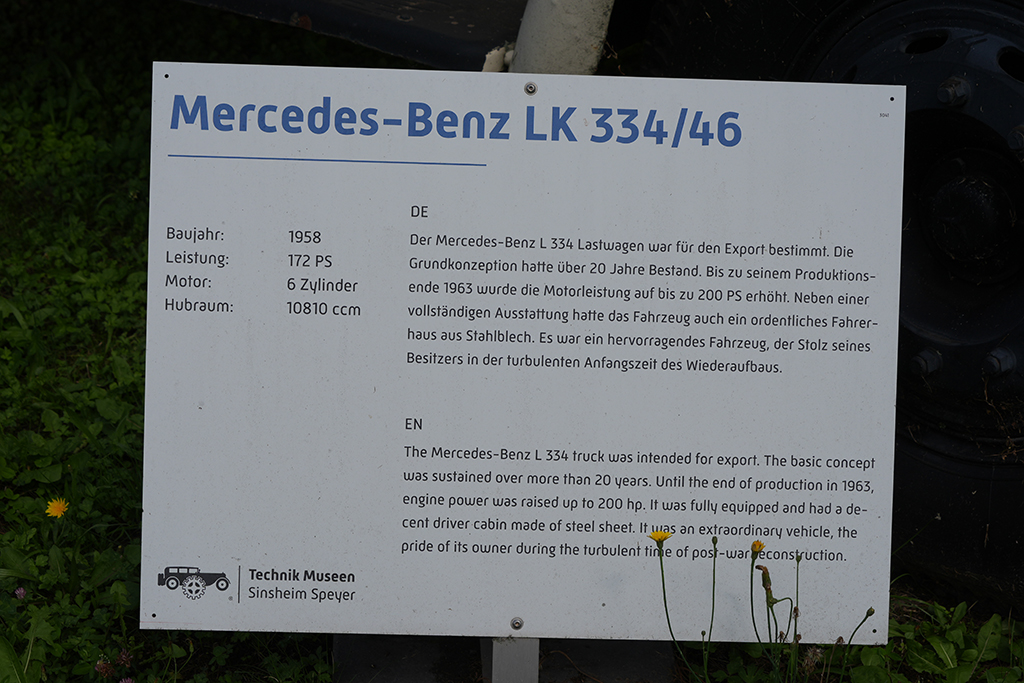 Mercedes-Benz LK 334/46
Baujahr: 1958
Leistung: 172 PS
Motor: 6 Zylinder
Hubraum: 10810 ccm
DE
Der Mercedes-Benz L 334 Lastwagen war für den Export bestimmt. Die
Grundkonzeption hatte über 20 Jahre Bestand. Bis zu seinem Produktions-
ende 1963 wurde die Motorleistung auf bis zu 200 PS erhöht. Neben einer
vollständigen Ausstattung hatte das Fahrzeug auch ein ordentliches Fahrer-
haus aus Stahlblech. Es war ein hervorragendes Fahrzeug, der Stolz seines
Besitzers in der turbulenten Anfangszeit des Wiederaufbaus.
EN
The Mercedes-Benz L 334 truck was intended for export. The basic concept
was sustained over more than 20 years. Until the end of production in 1963,
engine power was raised up to 200 hp. It was fully equipped and had a de-
cent driver cabin made of steel sheet. It was an extraordinary vehicle, the
pride of its owner during the turbulent time of post-war reconstruction.
Technik Museen
Sinsheim Speyer